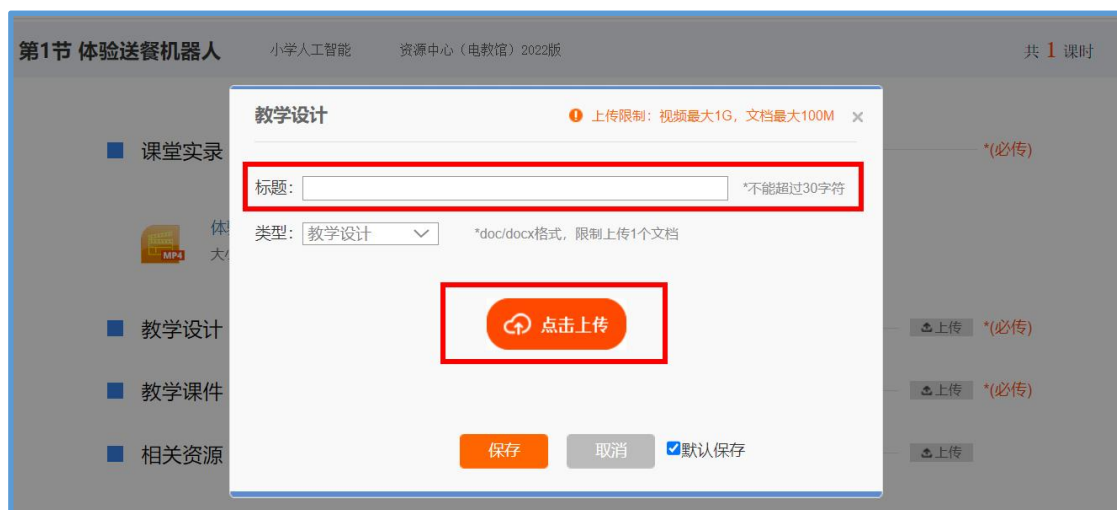 第1节 体验送餐机器人 小学人工智能 资源中心（电教馆）2022版 共 1 课时
教学设计 上传限制：视频最大1G，文档最大100M ×
课堂实录 *(必传)
标题： *不能超过30字符
体
类型： 教学设计 *doc/docx格式，限制上传1个文档
MP4 大
点击上传
教学设计 上传 *(必传)
教学课件 上传 *(必传)
保存 取消 默认保存
相关资源 上传